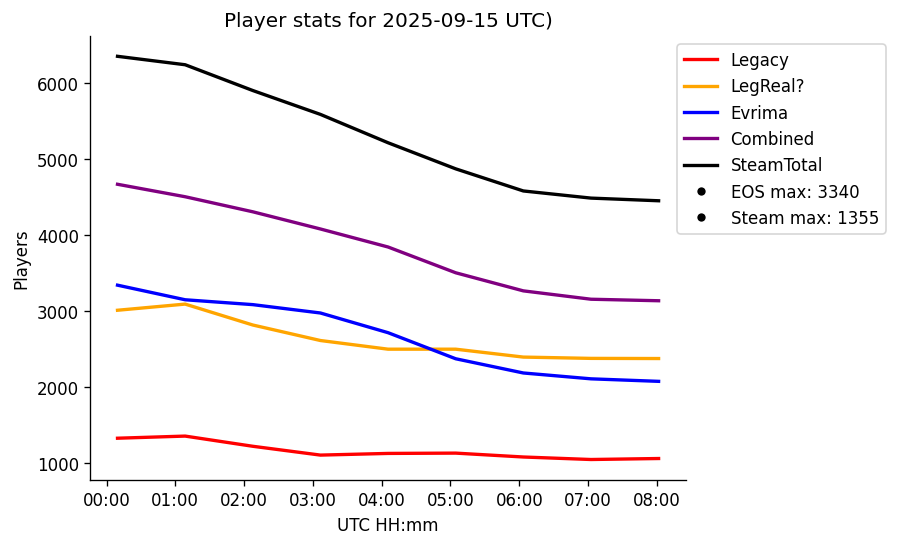 Player stats for 2025-09-15 UTC)
Legacy
LegReal?
Evrima
Combined
SteamTotal
EOS max: 3340
Steam max: 1355
Players
6000
5000
4000
3000
2000
1000
00:00 01:00 02:00 03:00 04:00 05:00 06:00 07:00 08:00
UTC HH:mm